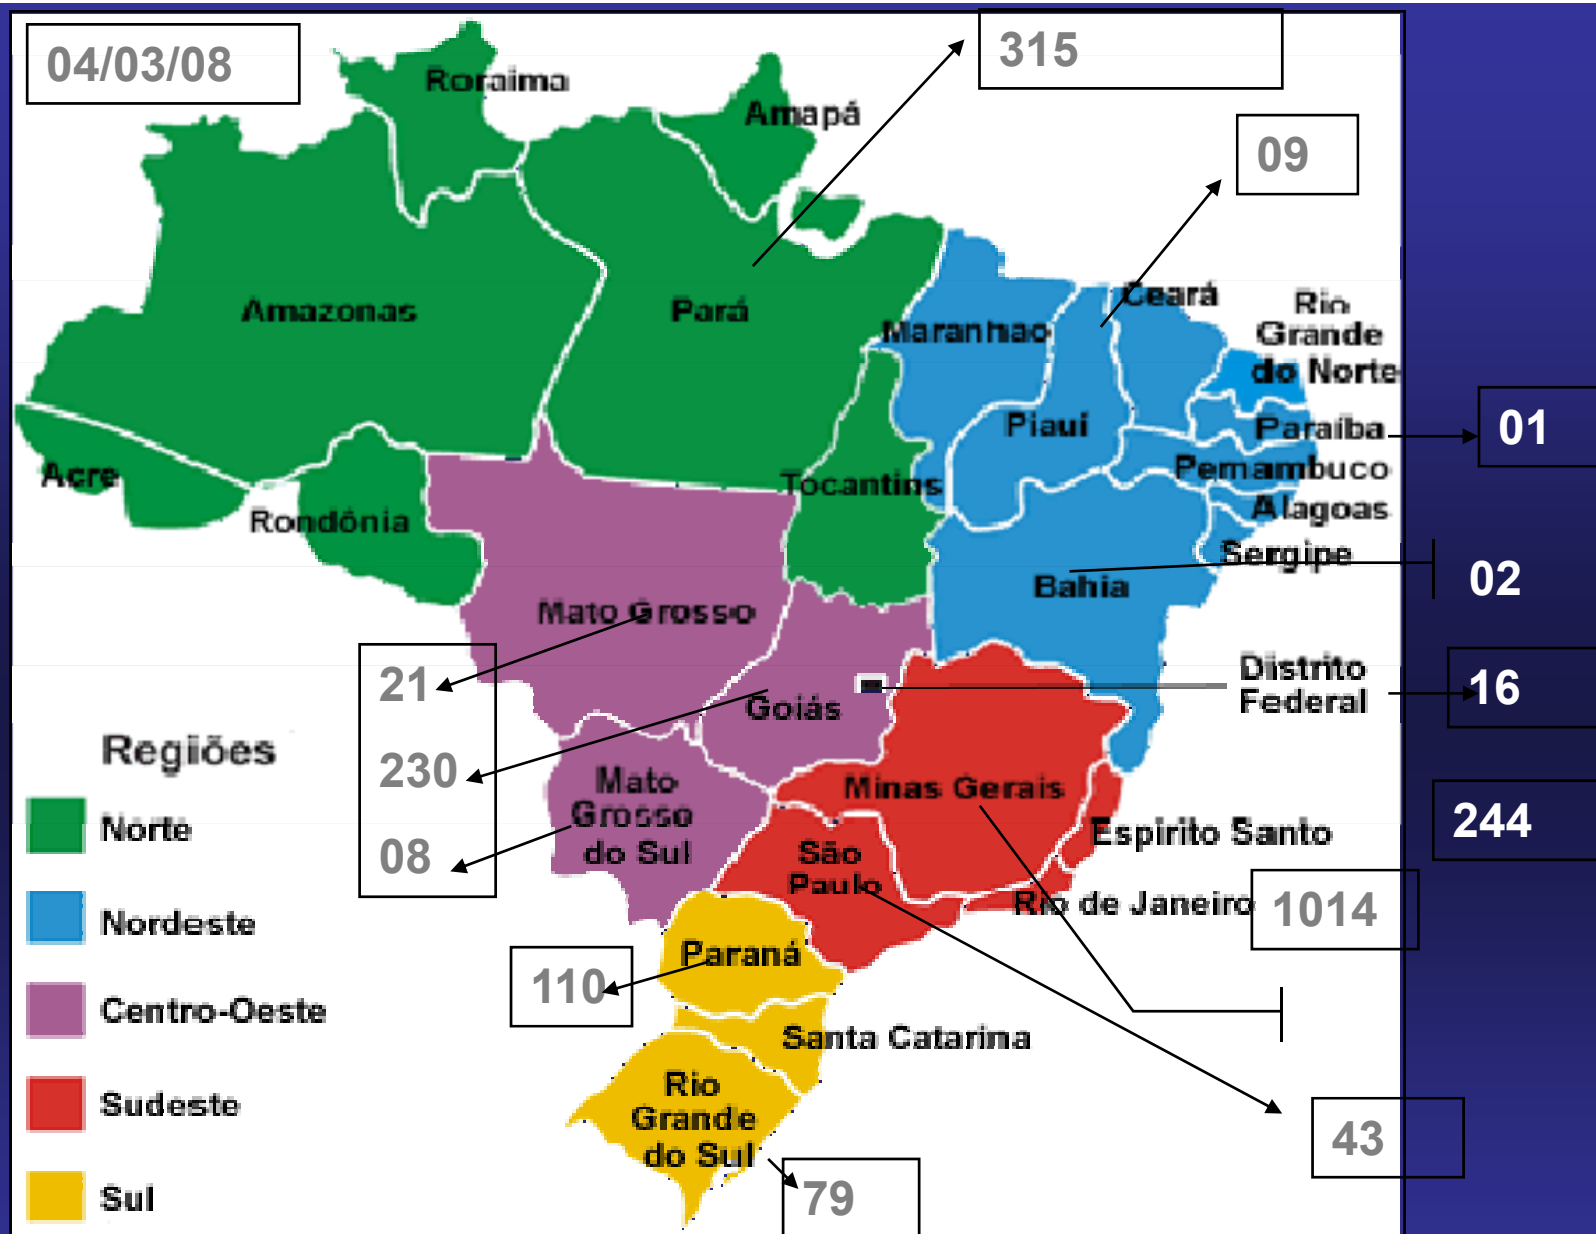 04/03/08
315
Roraima
Amapá
09
Amazonas
Pará
Maranhao
Ceará
Rio
Grande
do Norte
Piauí
Paraíba
01
Acre
Rondônia
Tocantins
Pernambuco
Alagoas
Sergipe
02
Mato Grosso
Bahia
21
Goiás
Distrito
Federal
16
230
Mato
Grosso
do Sul
08
Minas Gerais
244
Espirito Santo
São
Paulo
Rio de Janeiro
1014
Regiões
Norte
Nordeste
Centro-Oeste
Sudeste
Sul
110
Paraná
Santa Catarina
43
Rio
Grande
do Sul
79